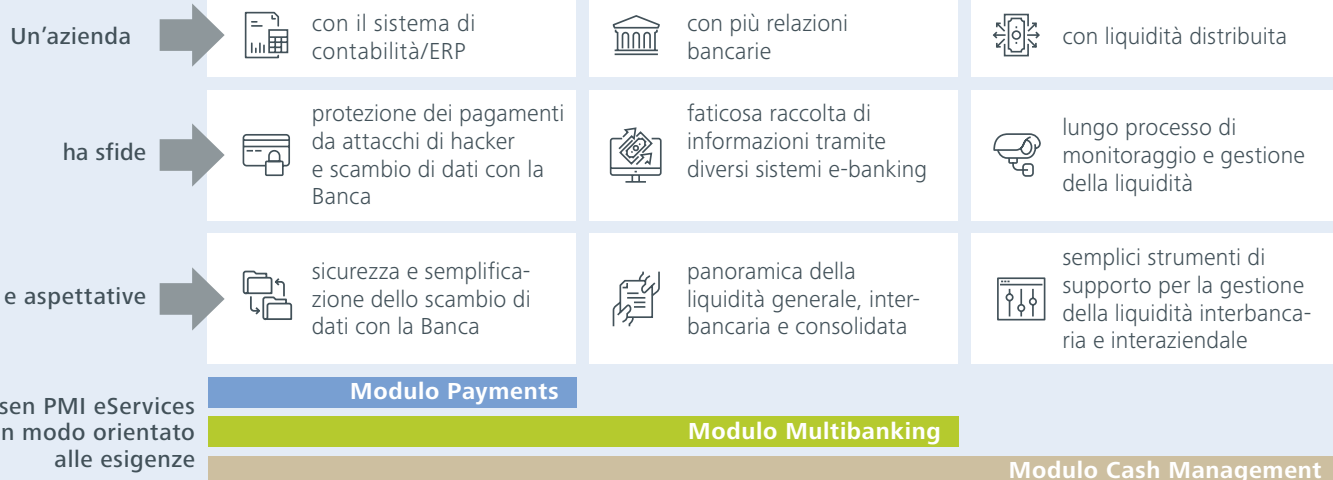 Un'azienda
con il sistema di
contabilità/ERP
con più relazioni
bancarie
con liquidità distribuita
ha sfide
protezione dei pagamenti
da attacchi di hacker
e scambio di dati con la
Banca
faticosa raccolta di
informazioni tramite
diversi sistemi e-banking
lungo processo di
monitoraggio e gestione
della liquidità
e aspettative
sicurezza e semplifica-
zione dello scambio di
dati con la Banca
panoramica della
liquidità generale, inter-
bancaria e consolidata
semplici strumenti di
supporto per la gestione
della liquidità interbanca-
ria e interaziendale
sen PMI eServices
n modo orientato
alle esigenze
Modulo Payments
Modulo Multibanking
Modulo Cash Management